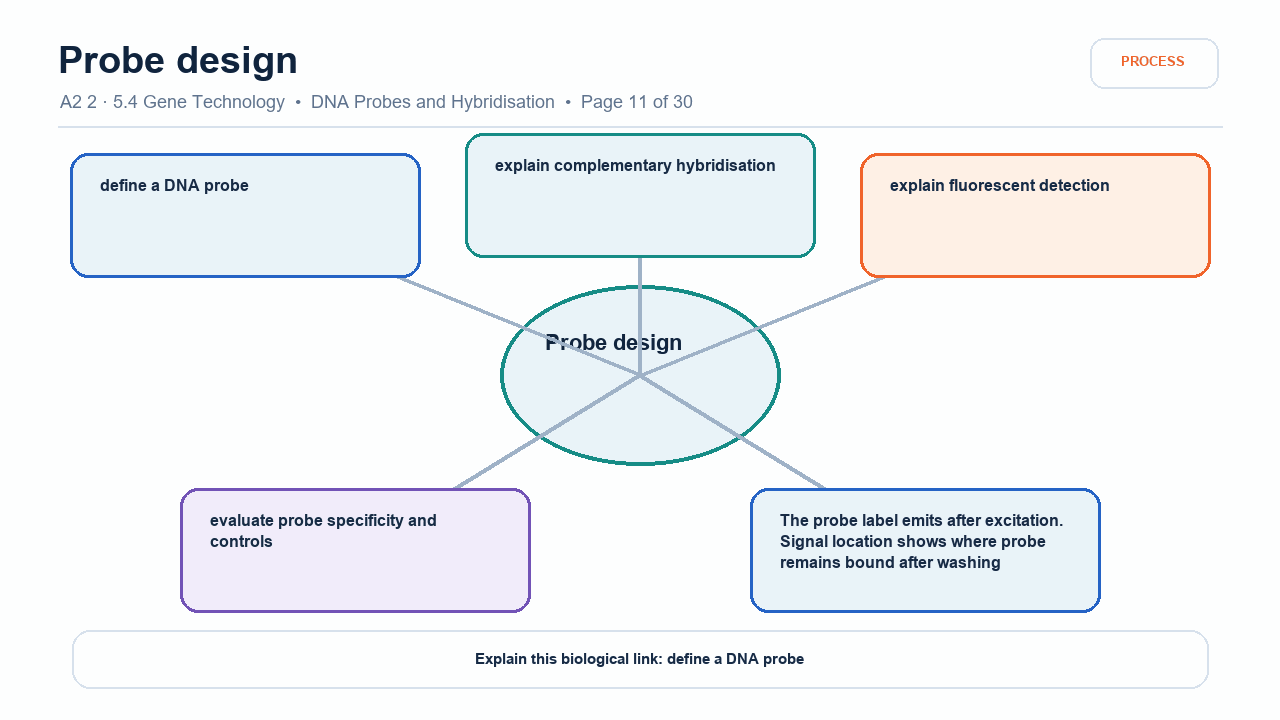 Probe design
PROCESS
A2 2 · 5.4 Gene Technology • DNA Probes and Hybridisation • Page 11 of 30
define a DNA probe
explain complementary hybridisation
explain fluorescent detection
Probe design
evaluate probe specificity and
controls
The probe label emits after excitation.
Signal location shows where probe
remains bound after washing
Explain this biological link: define a DNA probe